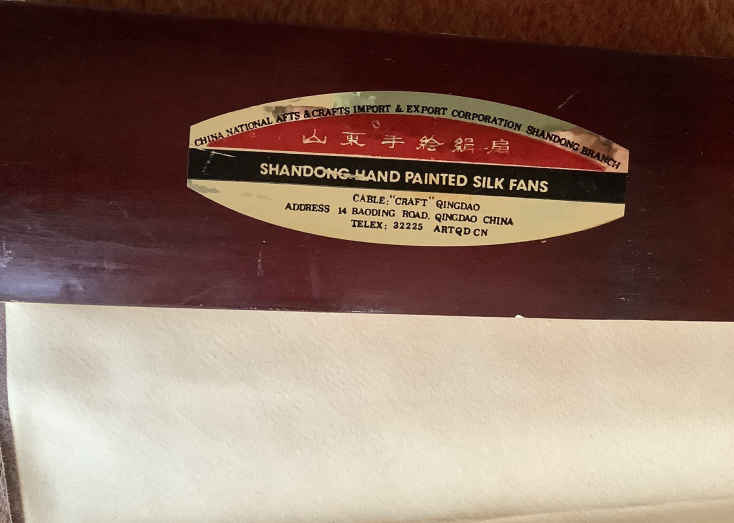 CHINA NATIONAL ARTS & CRAFTS IMPORT & EXPORT CORPORATION SHANDONG BRANCH
山東手绘絹扇
SHANDONG HAND PAINTED SILK FANS
CABLE:"CRAFT" QINGDAO
ADDRESS 14 BAODING ROAD, QINGDAO CHINA
TELEX: 32225 ARTQD CN